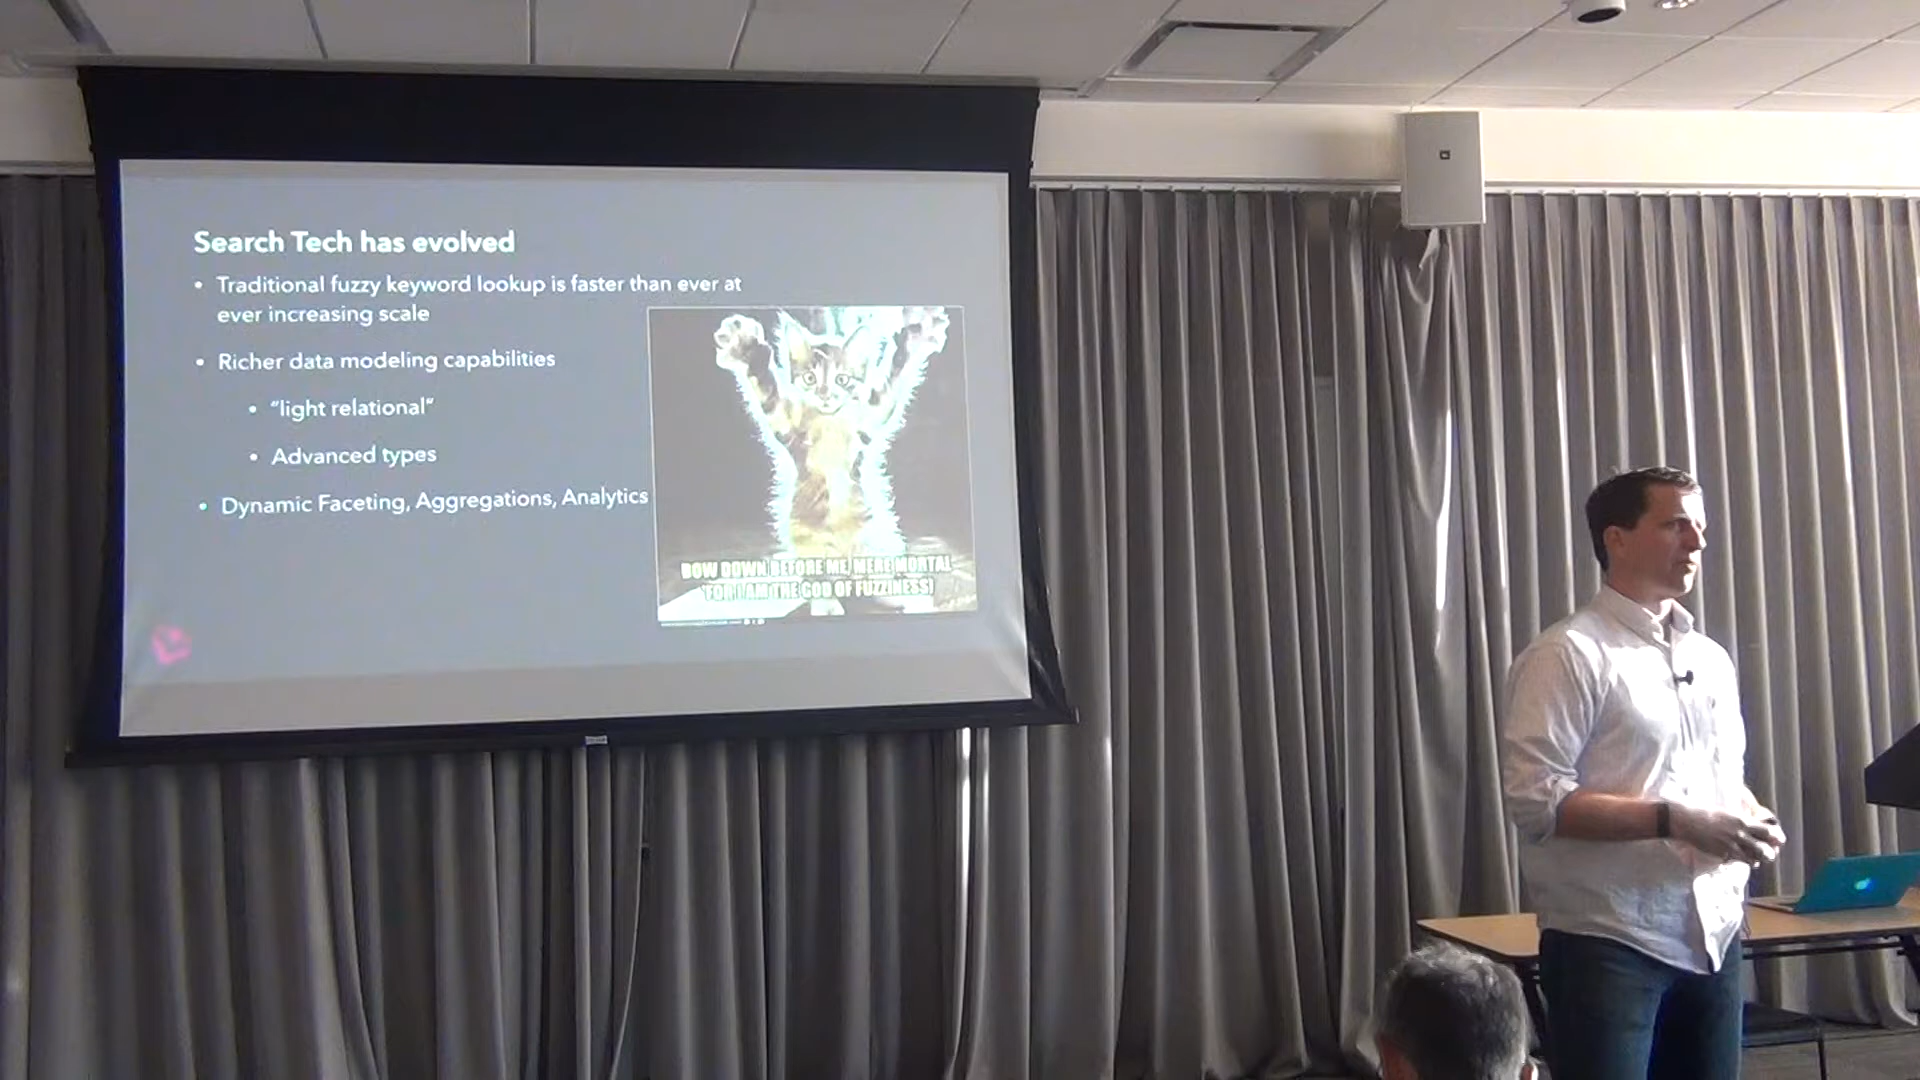 Search Tech has evolved
• Traditional fuzzy keyword lookup is faster than ever at
ever increasing scale
• Richer data modeling capabilities
• “light relational”
• Advanced types
• Dynamic Faceting, Aggregations, Analytics
BOW DOWN BEFORE ME, MERE MORTAL
FOR I AM THE GOD OF FUZZINESS!